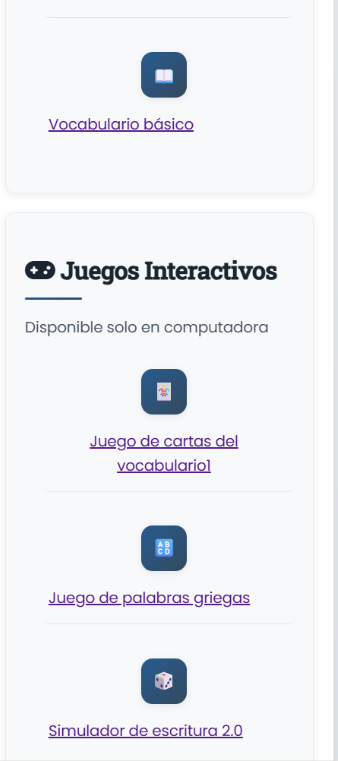 Vocabulario básico
Juegos Interactivos
Disponible solo en computadora
Juego de cartas del
vocabulario1
A B
C D
Juego de palabras griegas
Simulador de escritura 2.0